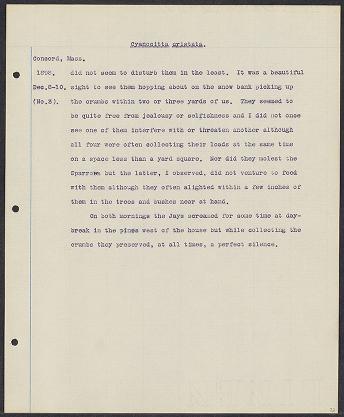 Cyanocitta cristata.
Concord, Mass.
1898. did not seem to disturb them in the least. It was a beautiful
Dec.8-10. sight to see them hopping about on the snow bank picking up
(No.3). the crumbs within two or three yards of us. They seemed to
be quite free from jealousy or selfishness and I did not once
see one of them interfere with or threaten another although
all four were often collecting their loads at the same time
on a space less than a yard square. Nor did they molest the
Sparrows but the latter, I observed, did not venture to feed
with them although they often alighted within a few inches of
them in the trees and bushes near at hand.
On both mornings the Jays screamed for some time at day-
break in the pines west of the house but while collecting the
crumbs they preserved, at all times, a perfect silence.